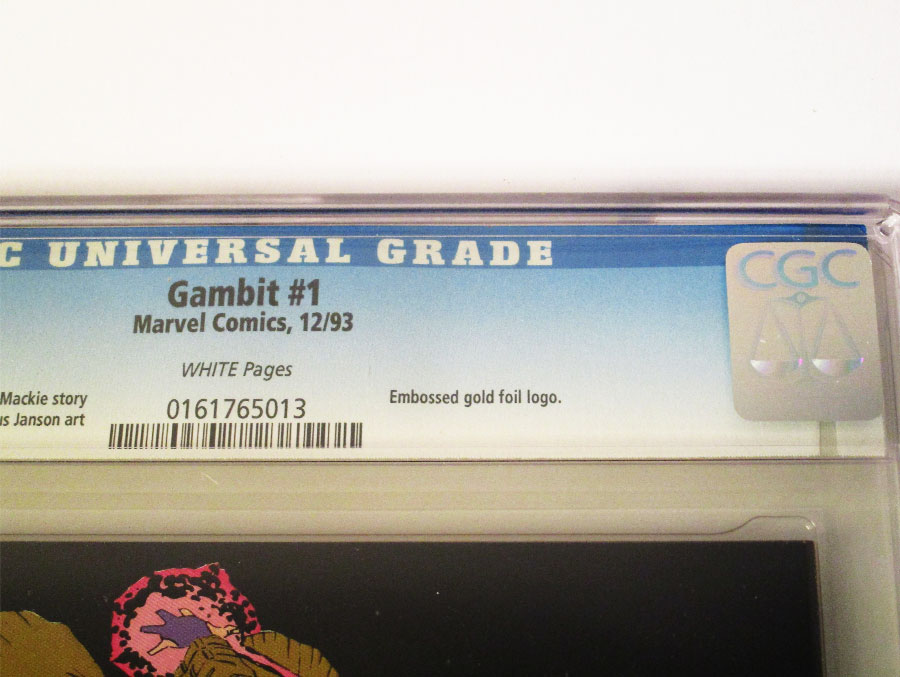 C UNIVERSAL GRADE
Gambit #1
Marvel Comics, 12/93
WHITE Pages
Mackie story
us Janson art
0161765013
Embossed gold foil logo.
CGC